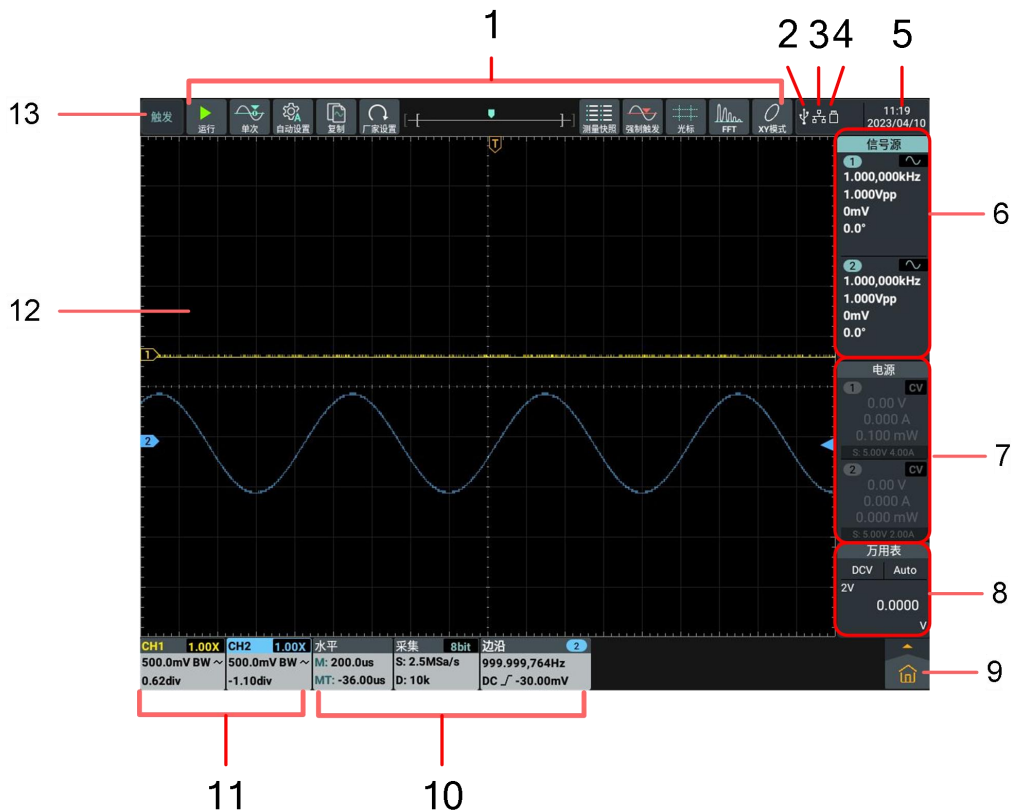 1
2
3
4
5
13
触发
运行
单次
自动设置
复制
厂家设置
测量快照
强制触发
光标
FFT
XY模式
11:19
2023/04/10
T
信号源
1
1.000,000kHz
1.000Vpp
0mV
0.0°
6
2
1.000,000kHz
1.000Vpp
0mV
0.0°
12
1
电源
1 CV
0.00 V
0.000 A
0.100 mW
S: 5.00V 4.00A
7
2
2 CV
0.00 V
0.000 A
0.000 mW
S: 5.00V 2.00A
万用表
DCV Auto
2V
0.0000
V
8
CH1 1.00X
500.0mV BW
0.62div
CH2 1.00X
500.0mV BW
-1.10div
水平
M: 200.0us
MT: -36.00us
采集 8bit
S: 2.5MSa/s
D: 10k
边沿 2
999.999,764Hz
DC -30.00mV
9
11
10